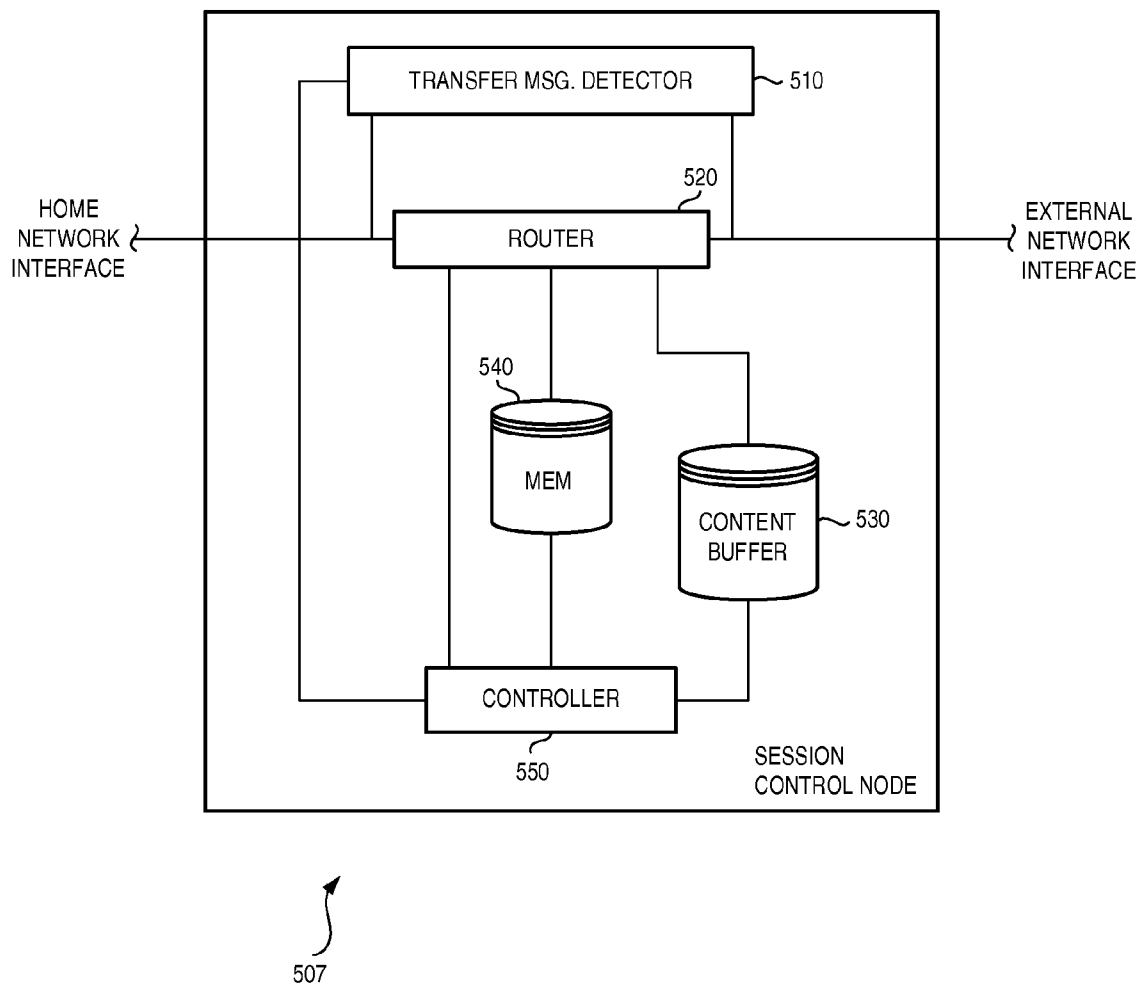 TRANSFER MSG. DETECTOR
510
520
HOME
NETWORK
INTERFACE
ROUTER
EXTERNAL
NETWORK
INTERFACE
540
MEM
CONTENT
BUFFER
530
CONTROLLER
550
SESSION
CONTROL NODE
507